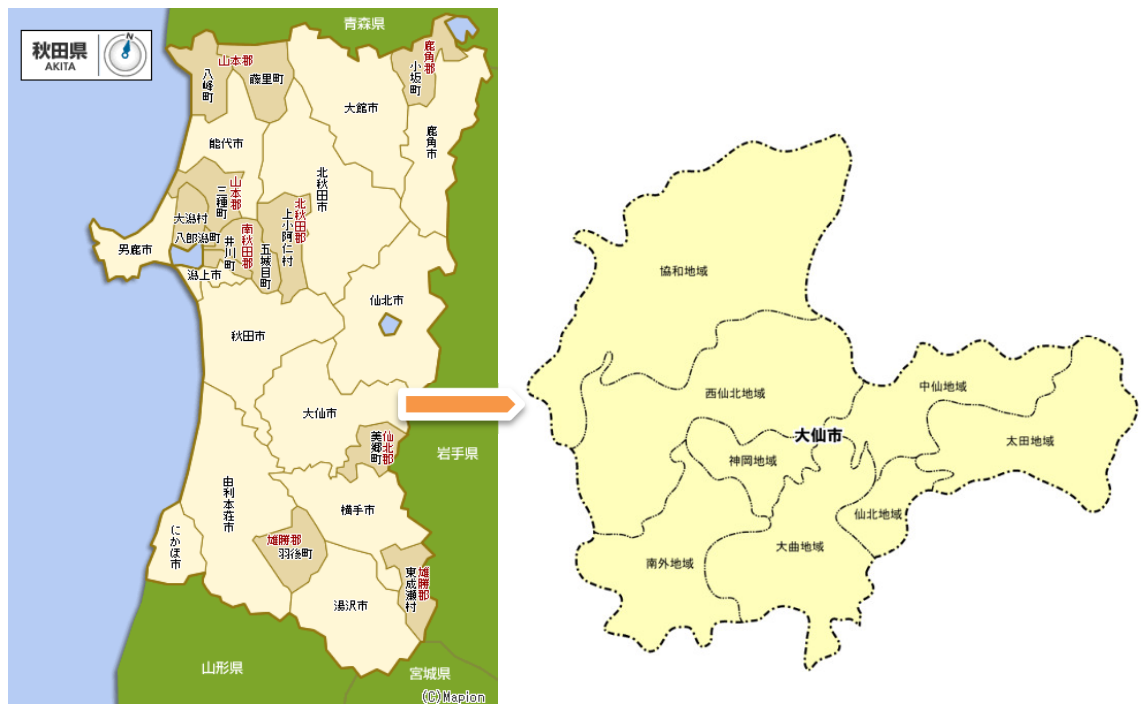 青森県
秋田県
AKITA
N
山本郡
八峰町
藤里町
鹿角郡
小坂町
大館市
鹿角市
能代市
北秋田市
山本郡
三種町
大潟村
八郎潟町
北秋田郡
上小阿仁村
南秋田郡
井川町
五城目町
男鹿市
潟上市
仙北市
秋田市
大仙市
仙北郡
美郷町
岩手県
由利本荘市
横手市
にかほ市
雄勝郡
羽後町
雄勝郡
東成瀬村
湯沢市
山形県
宮城県
(C)Mapion
協和地域
西仙北地域
中仙地域
大仙市
太田地域
神岡地域
仙北地域
大曲地域
南外地域